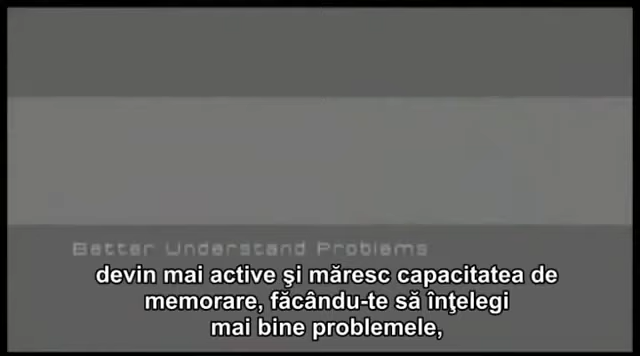 Better Understand Problems
devin mai active şi măresc capacitatea de
memorare, făcându-te să înţelegi
mai bine problemele,